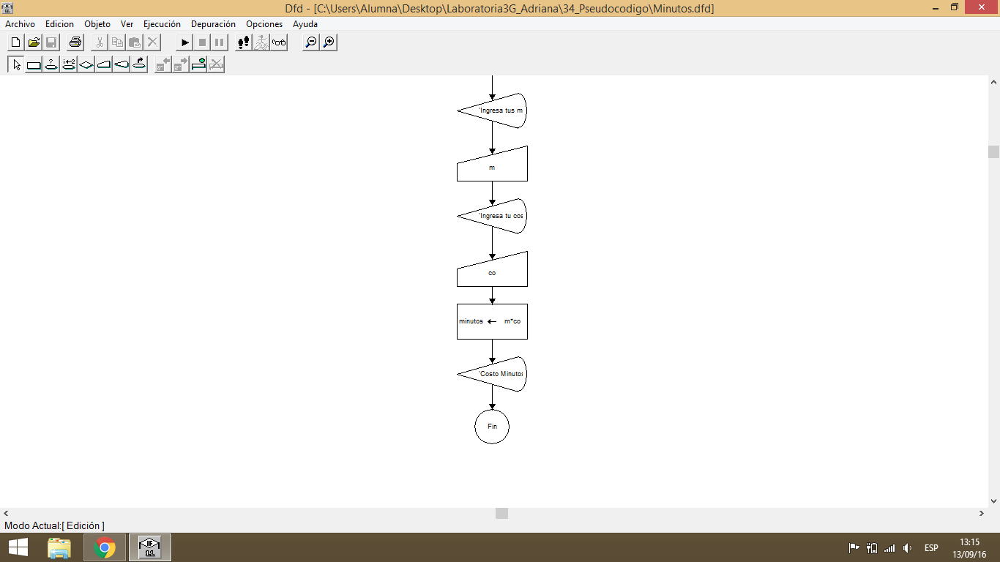 Dfd - [C:\Users\Alumna\Desktop\Laboratoria3G_Adriana\34_Pseudocodigo\Minutos.dfd]
Archivo Edicion Objeto Ver Ejecución Depuración Opciones Ayuda
'Ingresa tus m
m
'Ingresa tu cos
co
minutos ← m*co
'Costo Minutos
Fin
Modo Actual:[ Edición ]
ESP
13:15
13/09/16